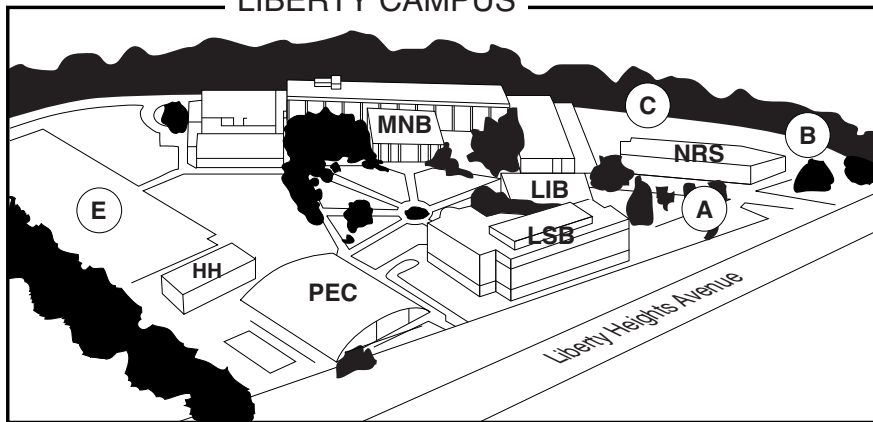 LIBERTY CAMPUS
C
B
MNB
NRS
LIB
A
E
LSB
HH
PEC
Liberty Heights Avenue